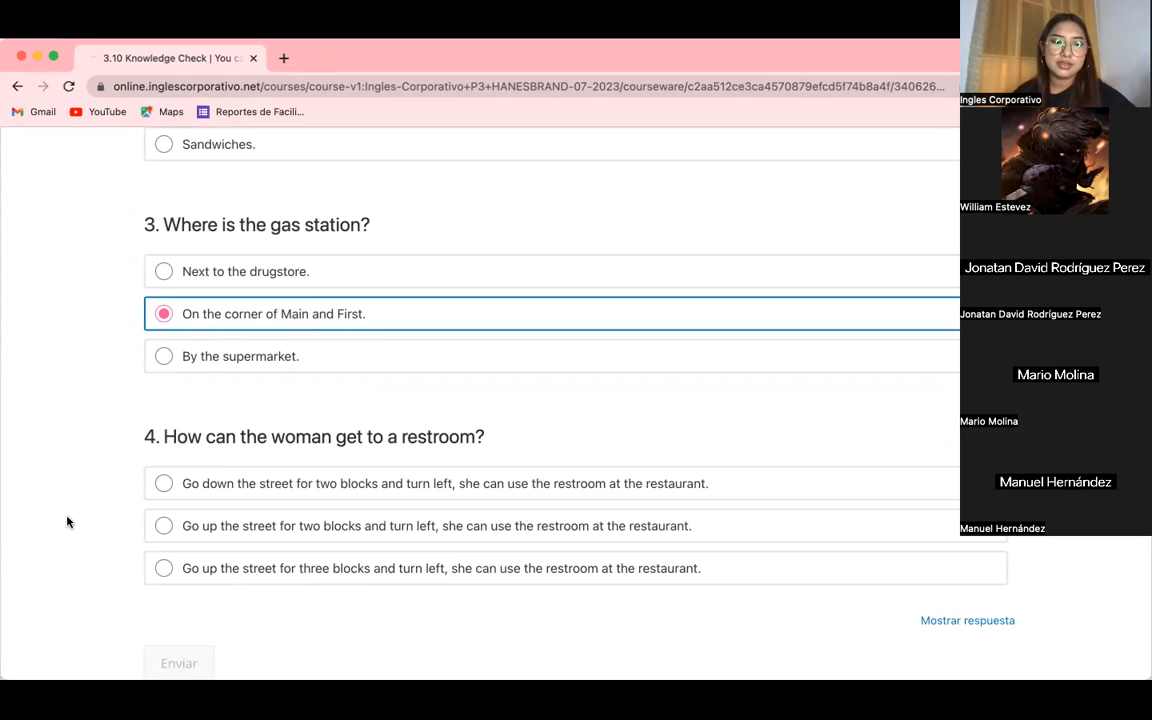 3.10 Knowledge Check | You ca
online.inglescorporativo.net/courses/course-v1:Ingles-Corporativo+P3+HANESBRAND-07-2023/courseware/c2aa512ce3ca4570879efcd5f74b8a4f/340626...
Gmail YouTube Maps Reportes de Facili...
Sandwiches.
3. Where is the gas station?
Next to the drugstore.
On the corner of Main and First.
By the supermarket.
4. How can the woman get to a restroom?
Go down the street for two blocks and turn left, she can use the restroom at the restaurant.
Go up the street for two blocks and turn left, she can use the restroom at the restaurant.
Go up the street for three blocks and turn left, she can use the restroom at the restaurant.
Mostrar respuesta
Enviar
Ingles Corporativo
William Estevez
Jonatan David Rodríguez Perez
Jonatan David Rodríguez Perez
Mario Molina
Mario Molina
Manuel Hernández
Manuel Hernández